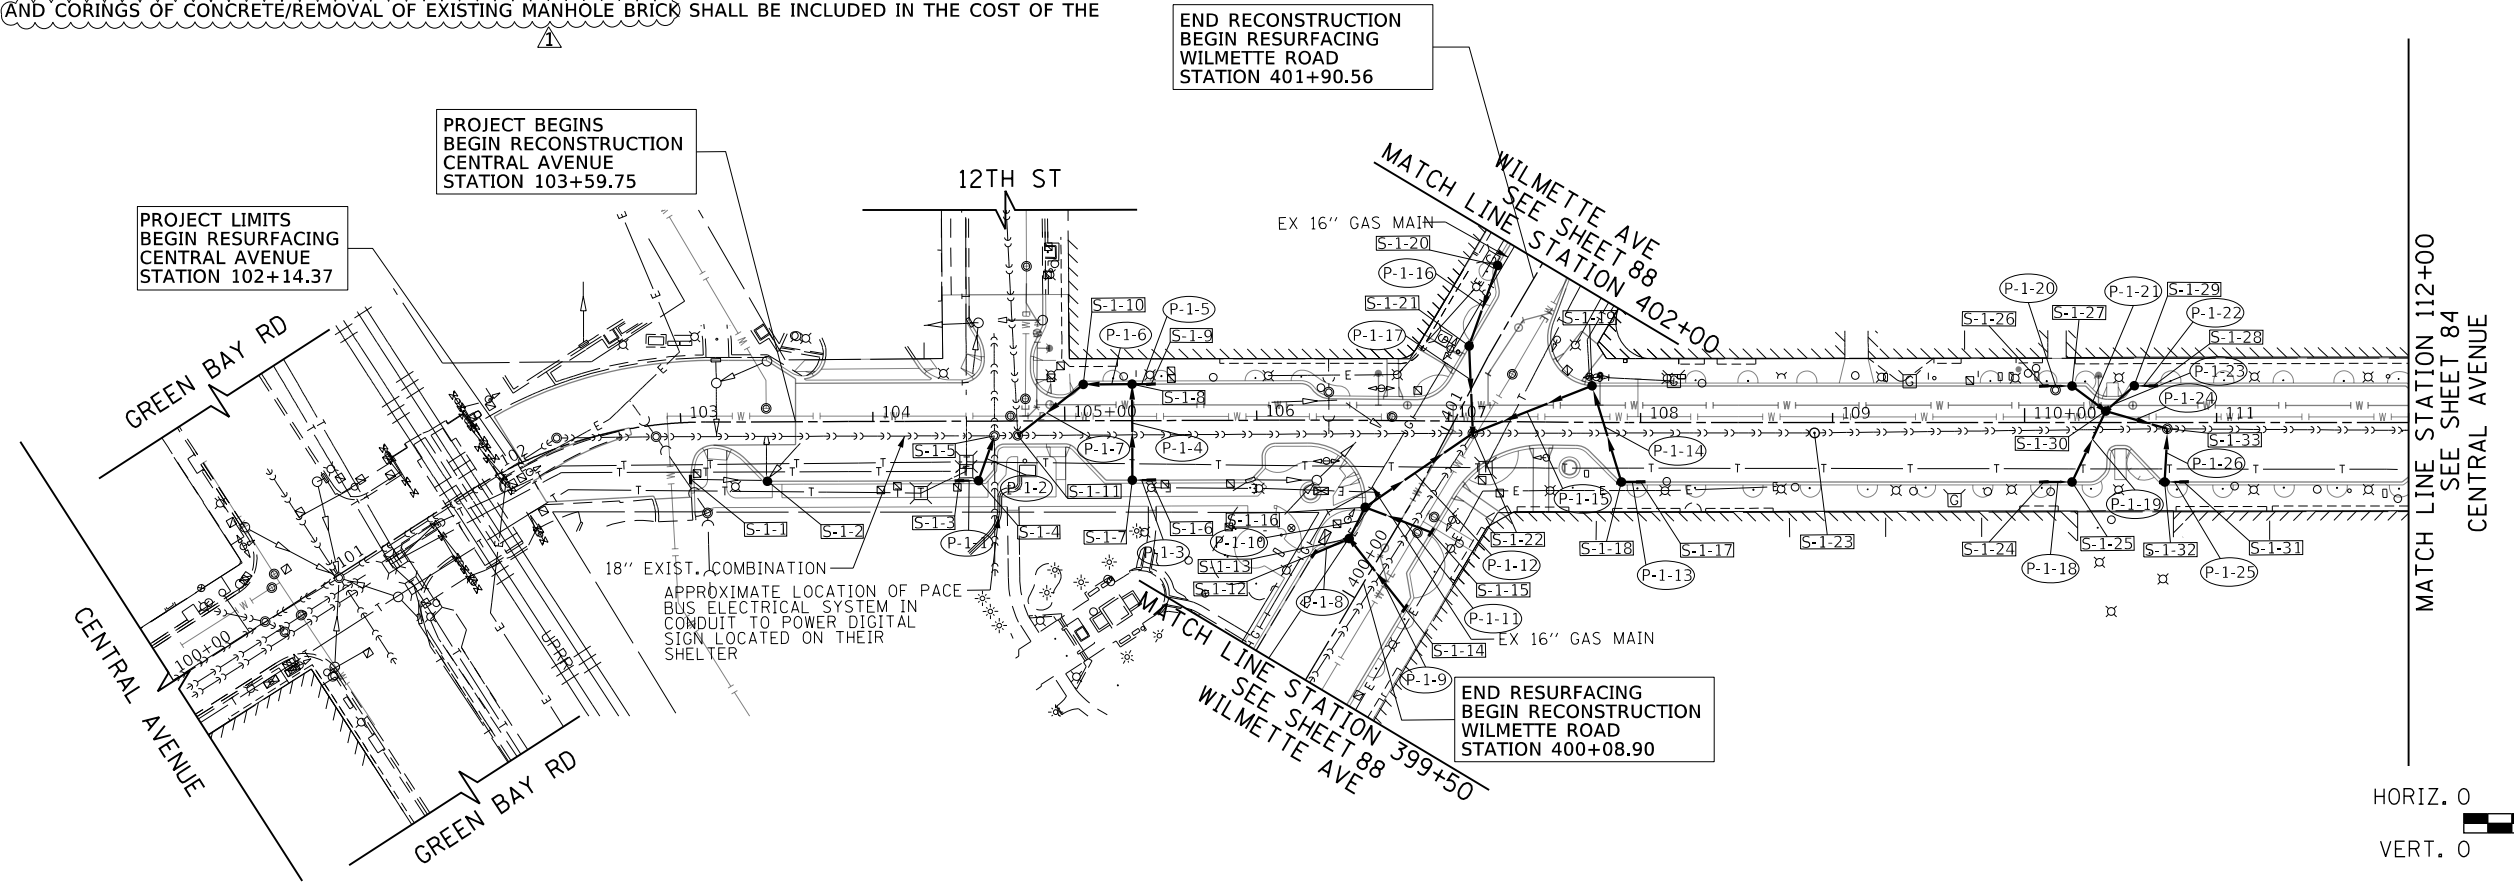 AND CORINGS OF CONCRETE/REMOVAL OF EXISTING MANHOLE BRICK SHALL BE INCLUDED IN THE COST OF THE
1
END RECONSTRUCTION
BEGIN RESURFACING
WILMETTE ROAD
STATION 401+90.56
PROJECT BEGINS
BEGIN RECONSTRUCTION
CENTRAL AVENUE
STATION 103+59.75
PROJECT LIMITS
BEGIN RESURFACING
CENTRAL AVENUE
STATION 102+14.37
12TH ST
WILMETTE AVE
SEE SHEET 88
MATCH LINE STATION 402+00
EX 16'' GAS MAIN
S-1-20
P-1-16
S-1-21
P-1-17
S-1-19
S-1-10
P-1-5
P-1-6
S-1-9
S-1-8
P-1-20
P-1-21
S-1-29
S-1-27
P-1-22
S-1-26
S-1-28
P-1-23
P-1-24
GREEN BAY RD
100+00
101
102
103
104
105+00
106
107
108
109
110+00
111
401
400+00
S-1-5
P-1-7
P-1-4
P-1-14
S-1-30
S-1-33
P-1-26
P-1-2
S-1-11
P-1-15
P-1-19
S-1-1
S-1-2
S-1-3
P-1-1
S-1-4
S-1-7
S-1-6
P-1-3
S-1-16
P-1-10
S-1-13
S-1-12
P-1-8
S-1-22
P-1-12
S-1-15
P-1-11
S-1-14
P-1-9
S-1-18
S-1-17
P-1-13
S-1-23
S-1-24
S-1-25
P-1-18
S-1-32
S-1-31
P-1-25
18'' EXIST. COMBINATION
APPROXIMATE LOCATION OF PACE
BUS ELECTRICAL SYSTEM IN
CONDUIT TO POWER DIGITAL
SIGN LOCATED ON THEIR
SHELTER
UPRR
EX 16'' GAS MAIN
MATCH LINE STATION 399+50
SEE SHEET 88
WILMETTE AVE
END RESURFACING
BEGIN RECONSTRUCTION
WILMETTE ROAD
STATION 400+08.90
CENTRAL AVENUE
GREEN BAY RD
MATCH LINE STATION 112+00
SEE SHEET 84
CENTRAL AVENUE
HORIZ. 0
VERT. 0